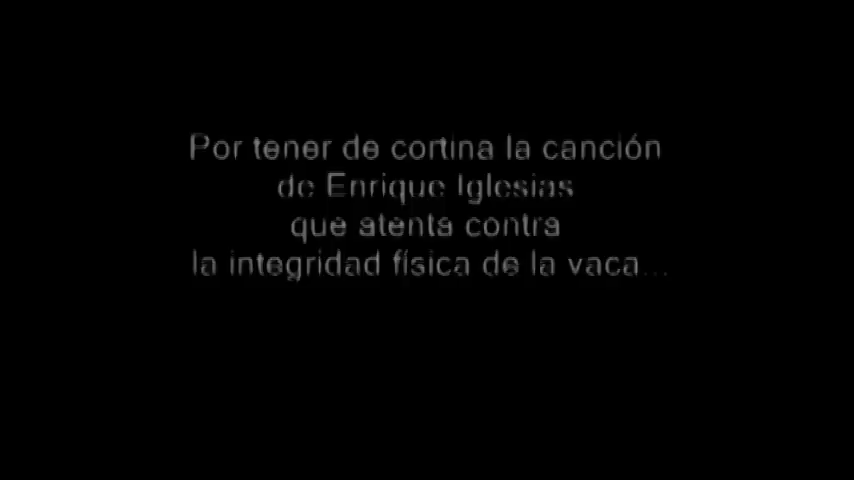 Por tener de cortina la canción
de Enrique Iglesias
que atenta contra
la integridad física de la vaca...